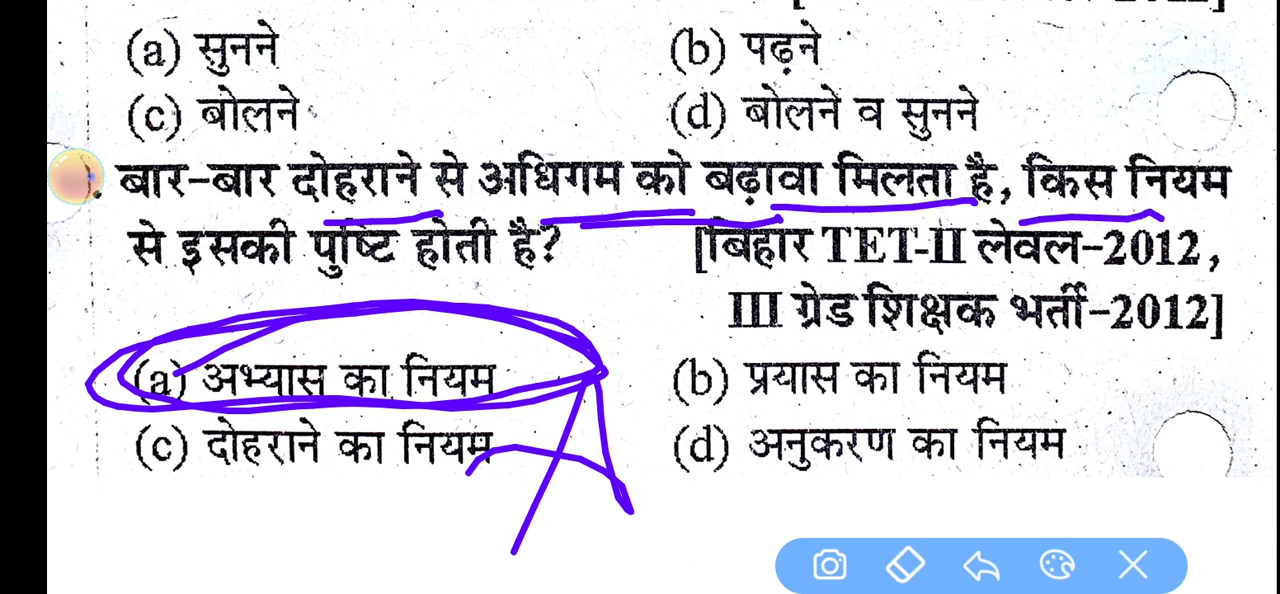 (a) सुनने (b) पढ़ने
(c) बोलने (d) बोलने व सुनने
बार-बार दोहराने से अधिगम को बढ़ावा मिलता है, किस नियम
से इसकी पुष्टि होती है? [बिहार TET-II लेवल-2012,
III ग्रेड शिक्षक भर्ती-2012]
(a) अभ्यास का नियम (b) प्रयास का नियम
(c) दोहराने का नियम (d) अनुकरण का नियम
A